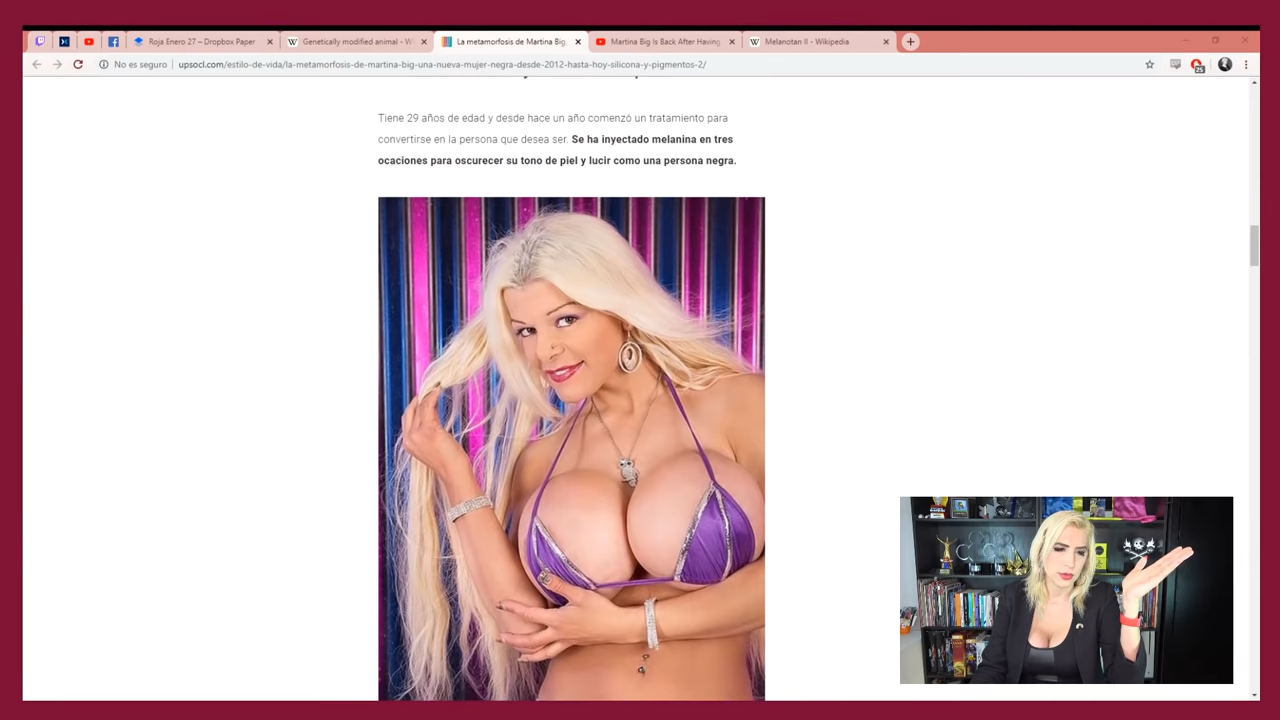 Roja Enero 27 – Dropbox Paper
Genetically modified animal - Wi
La metamorfosis de Martina Big,
Martina Big Is Back After Having
Melanotan II - Wikipedia
No es seguro
upsocl.com/estilo-de-vida/la-metamorfosis-de-martina-big-una-nueva-mujer-negra-desde-2012-hasta-hoy-silicona-y-pigmentos-2/
25
Tiene 29 años de edad y desde hace un año comenzó un tratamiento para
convertirse en la persona que desea ser. Se ha inyectado melanina en tres
ocaciones para oscurecer su tono de piel y lucir como una persona negra.